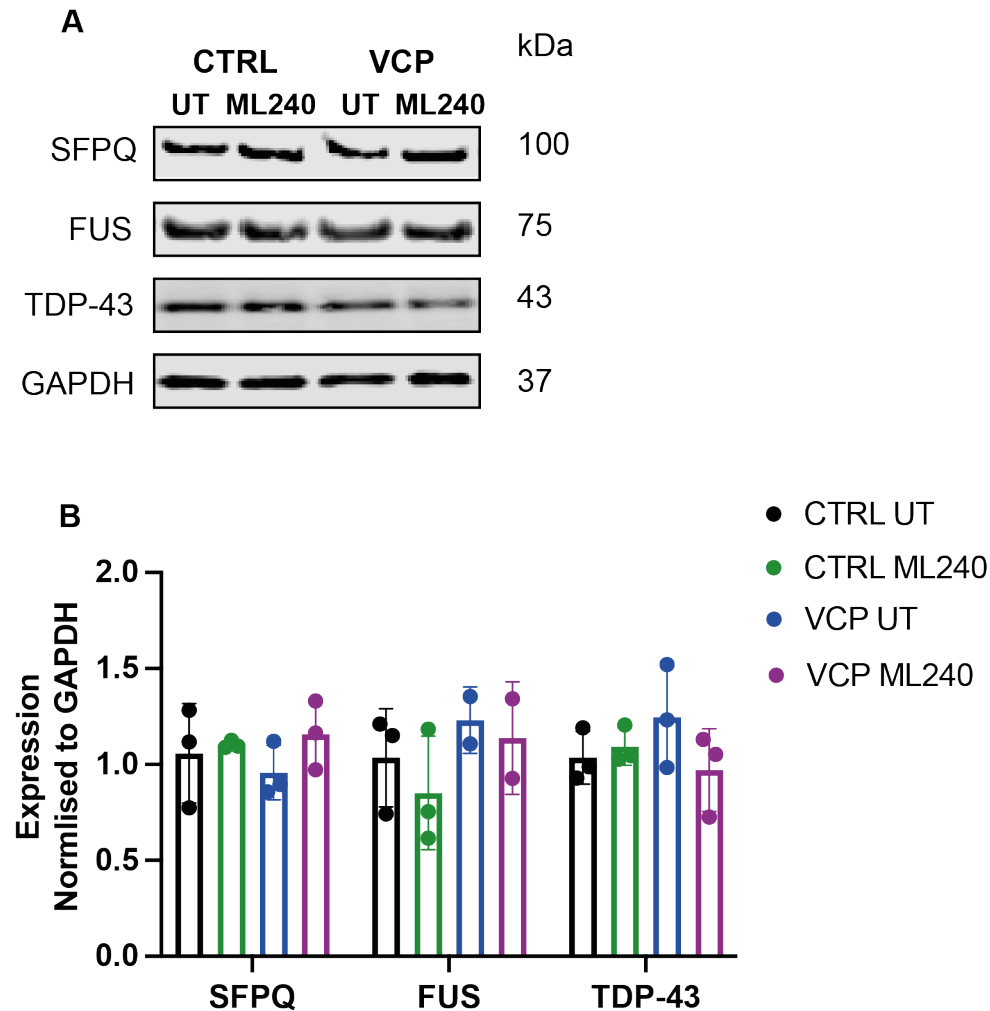 A
kDa
CTRL VCP
UT ML240 UT ML240
SFPQ 100
FUS 75
TDP-43 43
GAPDH 37
B
CTRL UT
CTRL ML240
VCP UT
VCP ML240
Expression
Normlised to GAPDH
2.0
1.5
1.0
0.5
0.0
SFPQ FUS TDP-43